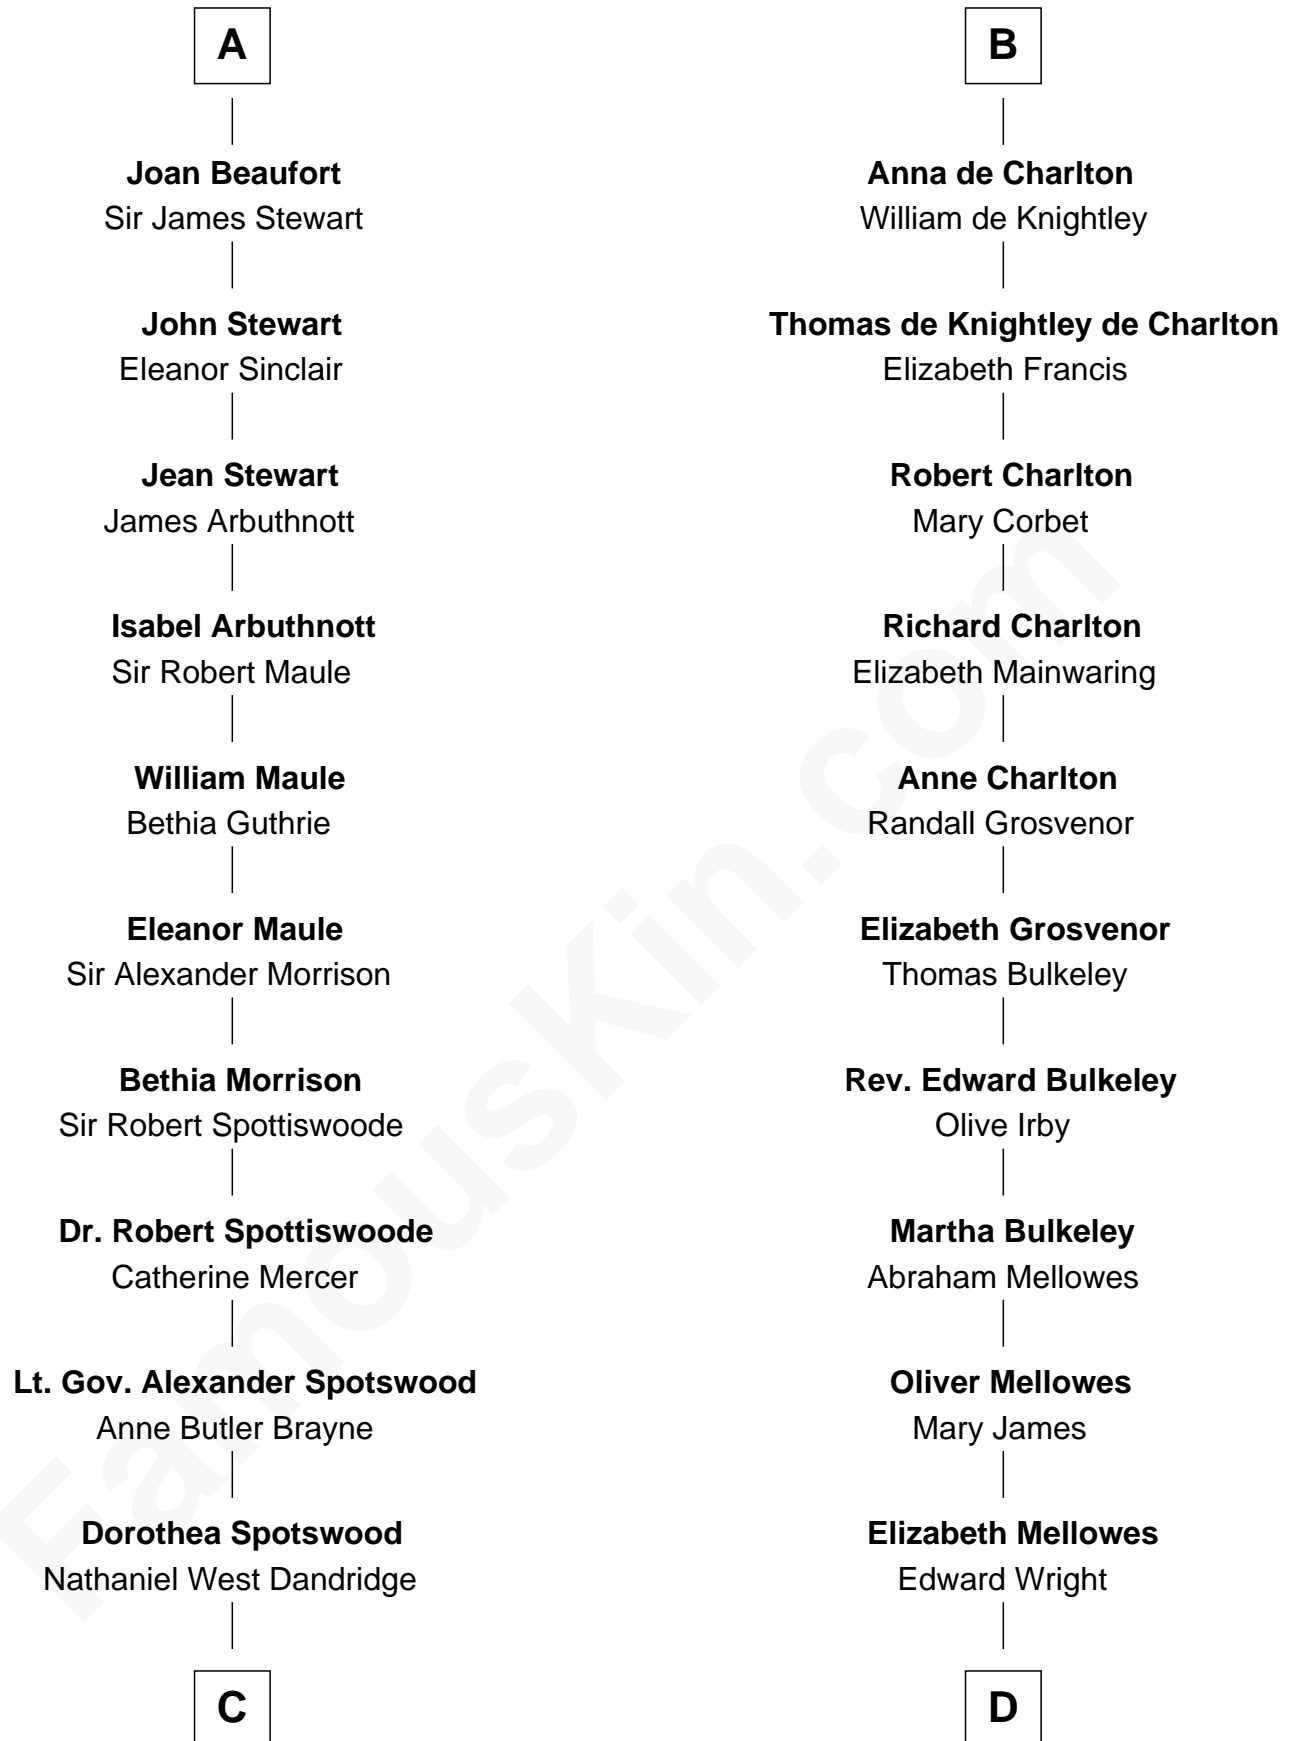 A
Joan Beaufort
Sir James Stewart
John Stewart
Eleanor Sinclair
Jean Stewart
James Arbuthnott
Isabel Arbuthnott
Sir Robert Maule
William Maule
Bethia Guthrie
Eleanor Maule
Sir Alexander Morrison
Bethia Morrison
Sir Robert Spottiswoode
Dr. Robert Spottiswoode
Catherine Mercer
Lt. Gov. Alexander Spotswood
Anne Butler Brayne
Dorothea Spotswood
Nathaniel West Dandridge
C
B
Anna de Charlton
William de Knightley
Thomas de Knightley de Charlton
Elizabeth Francis
Robert Charlton
Mary Corbet
Richard Charlton
Elizabeth Mainwaring
Anne Charlton
Randall Grosvenor
Elizabeth Grosvenor
Thomas Bulkeley
Rev. Edward Bulkeley
Olive Irby
Martha Bulkeley
Abraham Mellowes
Oliver Mellowes
Mary James
Elizabeth Mellowes
Edward Wright
D
FamousKin.com